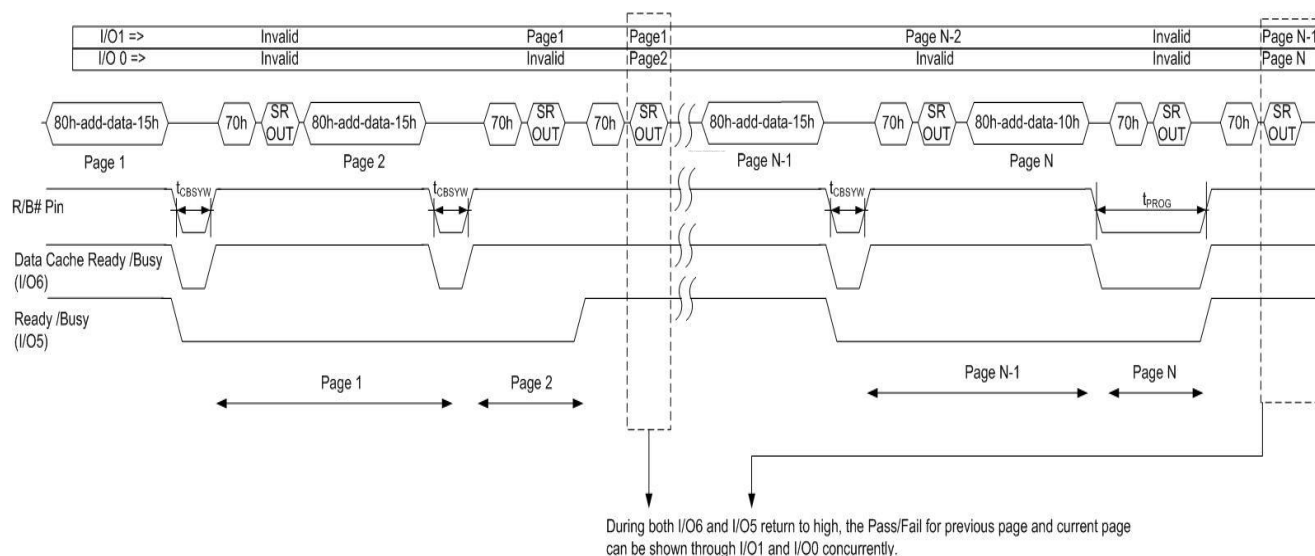 I/O1 => Invalid Page1 Page1 Page N-2 Invalid Page N-1
I/O 0 => Invalid Invalid Page2 Invalid Invalid Page N
80h-add-data-15h 70h SR OUT 80h-add-data-15h 70h SR OUT 70h SR OUT 80h-add-data-15h 70h SR OUT 80h-add-data-10h 70h SR OUT 70h SR OUT
Page 1 Page 2 Page N-1 Page N
tCBSYW tCBSYW tCBSYW tPROG
R/B# Pin
Data Cache Ready /Busy
(I/O6)
Ready /Busy
(I/O5)
Page 1 Page 2 Page N-1 Page N
During both I/O6 and I/O5 return to high, the Pass/Fail for previous page and current page
can be shown through I/O1 and I/O0 concurrently.